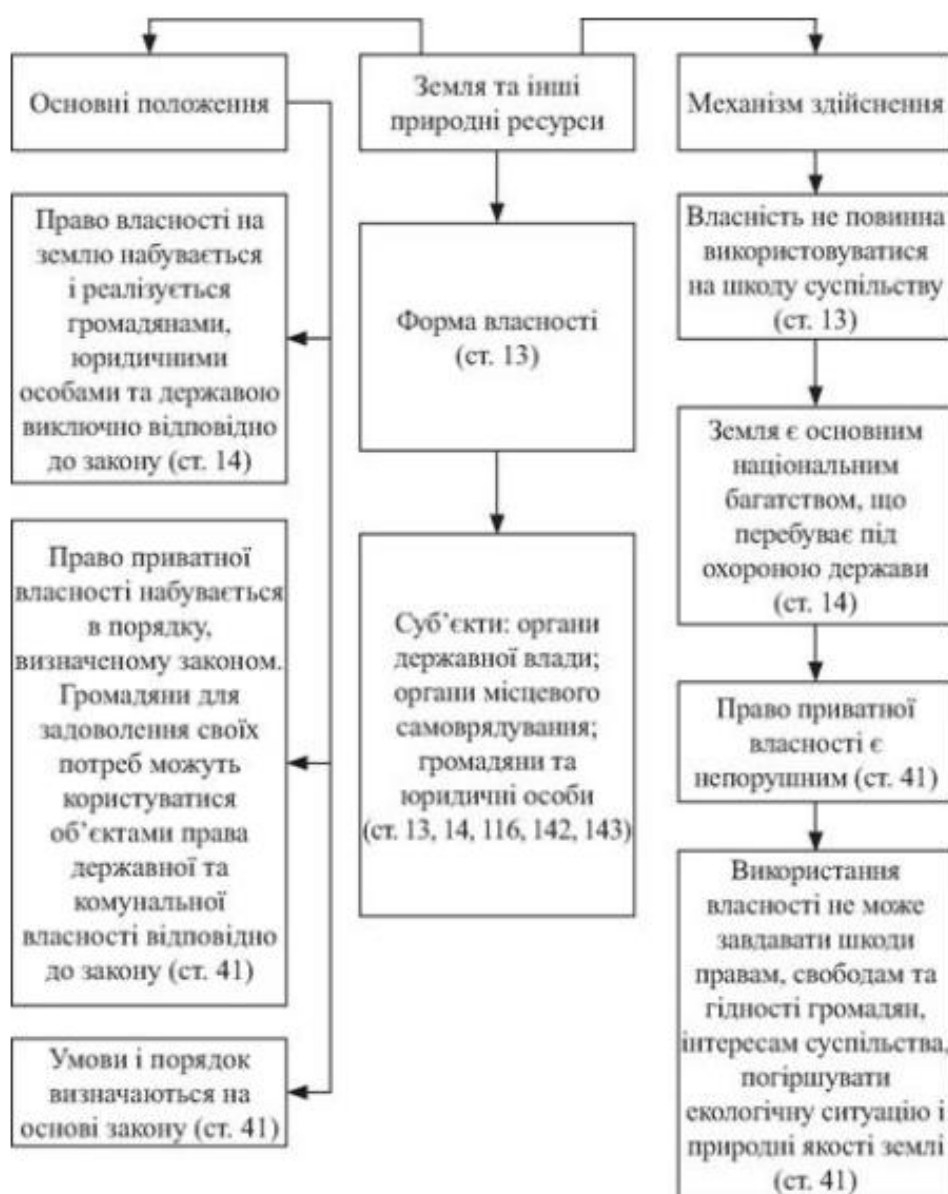 Основні положення
Земля та інші
природні ресурси
Механізм здійснення
Право власності на
землю набувається
і реалізується
громадянами,
юридичними
особами та державою
виключно відповідно
до закону (ст. 14)
Право приватної
власності набувається
в порядку,
визначеному законом.
Громадяни для
задоволення своїх
потреб можуть
користуватися
об’єктами права
державної та
комунальної
власності відповідно
до закону (ст. 41)
Умови і порядок
визначаються на
основі закону (ст. 41)
Форма власності
(ст. 13)
Суб’єкти: органи
державної влади;
органи місцевого
самоврядування;
громадяни та
юридичні особи
(ст. 13, 14, 116, 142, 143)
Власність не повинна
використовуватися
на шкоду суспільству
(ст. 13)
Земля є основним
національним
багатством, що
перебуває під
охороною держави
(ст. 14)
Право приватної
власності є
непорушним (ст. 41)
Використання
власності не може
завдавати шкоди
правам, свободам та
гідності громадян,
інтересам суспільства,
погіршувати
екологічну ситуацію і
природні якості землі
(ст. 41)